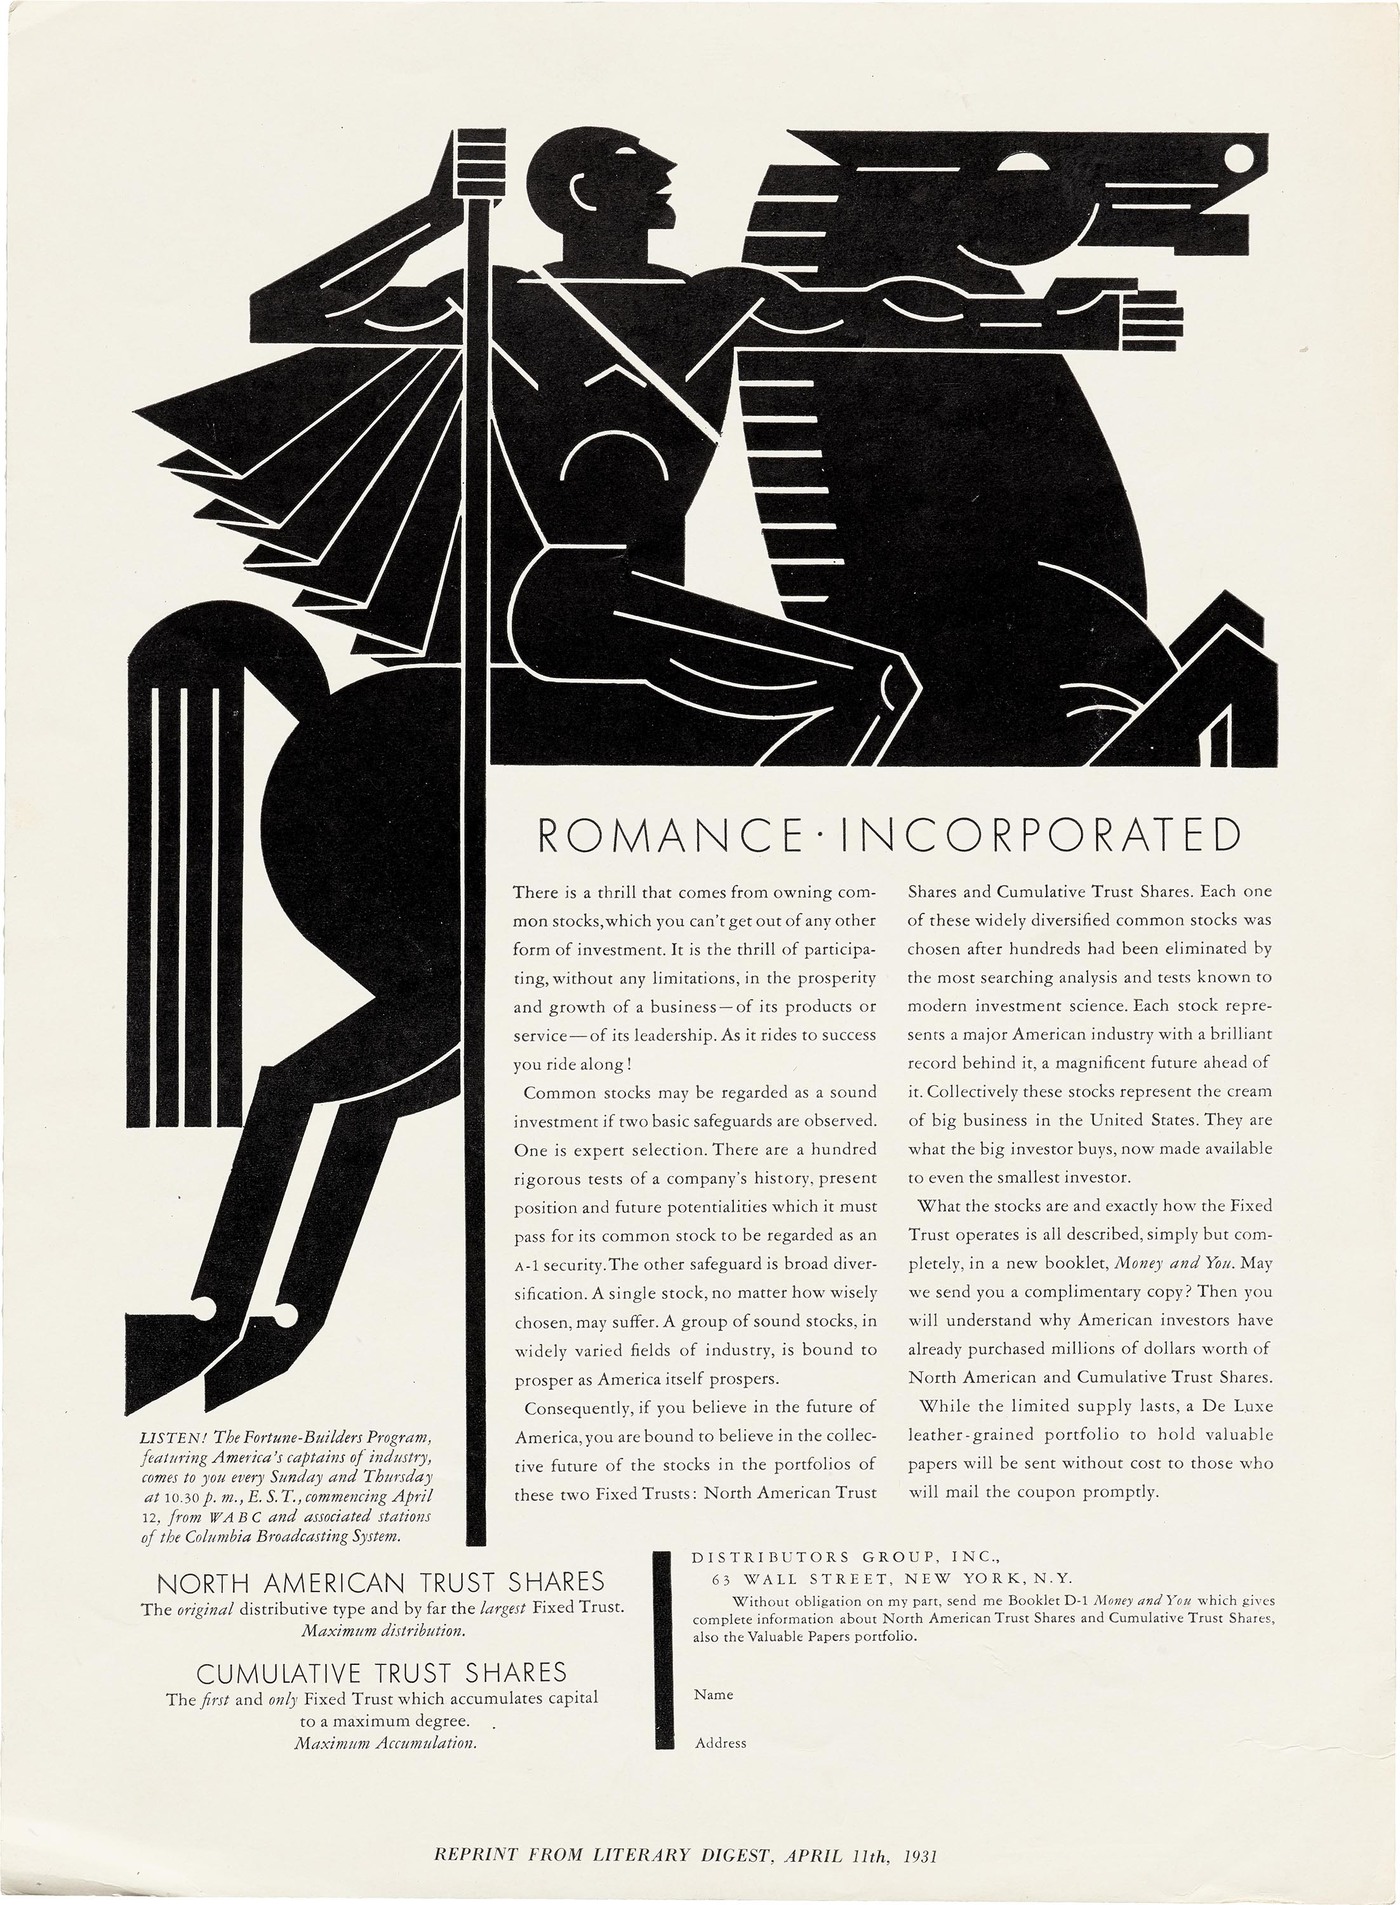 ROMANCE · INCORPORATED
There is a thrill that comes from owning com-
mon stocks, which you can't get out of any other
form of investment. It is the thrill of participa-
ting, without any limitations, in the prosperity
and growth of a business—of its products or
service—of its leadership. As it rides to success
you ride along!
Common stocks may be regarded as a sound
investment if two basic safeguards are observed.
One is expert selection. There are a hundred
rigorous tests of a company's history, present
position and future potentialities which it must
pass for its common stock to be regarded as an
A-1 security. The other safeguard is broad diver-
sification. A single stock, no matter how wisely
chosen, may suffer. A group of sound stocks, in
widely varied fields of industry, is bound to
prosper as America itself prospers.
Consequently, if you believe in the future of
America, you are bound to believe in the collec-
tive future of the stocks in the portfolios of
these two Fixed Trusts: North American Trust
Shares and Cumulative Trust Shares. Each one
of these widely diversified common stocks was
chosen after hundreds had been eliminated by
the most searching analysis and tests known to
modern investment science. Each stock repre-
sents a major American industry with a brilliant
record behind it, a magnificent future ahead of
it. Collectively these stocks represent the cream
of big business in the United States. They are
what the big investor buys, now made available
to even the smallest investor.
What the stocks are and exactly how the Fixed
Trust operates is all described, simply but com-
pletely, in a new booklet, Money and You. May
we send you a complimentary copy? Then you
will understand why American investors have
already purchased millions of dollars worth of
North American and Cumulative Trust Shares.
While the limited supply lasts, a De Luxe
leather-grained portfolio to hold valuable
papers will be sent without cost to those who
will mail the coupon promptly.
LISTEN! The Fortune-Builders Program,
featuring America's captains of industry,
comes to you every Sunday and Thursday
at 10.30 p. m., E. S. T., commencing April
12, from WABC and associated stations
of the Columbia Broadcasting System.
NORTH AMERICAN TRUST SHARES
The original distributive type and by far the largest Fixed Trust.
Maximum distribution.
CUMULATIVE TRUST SHARES
The first and only Fixed Trust which accumulates capital
to a maximum degree.
Maximum Accumulation.
DISTRIBUTORS GROUP, INC.,
63 WALL STREET, NEW YORK, N.Y.
Without obligation on my part, send me Booklet D-1 Money and You which gives
complete information about North American Trust Shares and Cumulative Trust Shares,
also the Valuable Papers portfolio.
Name
Address
REPRINT FROM LITERARY DIGEST, APRIL 11th, 1931